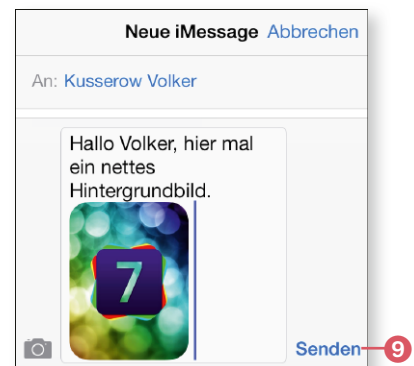 Neue iMessage Abbrechen
An: Kusserow Volker
Hallo Volker, hier mal
ein nettes
Hintergrundbild.
7
Senden 9